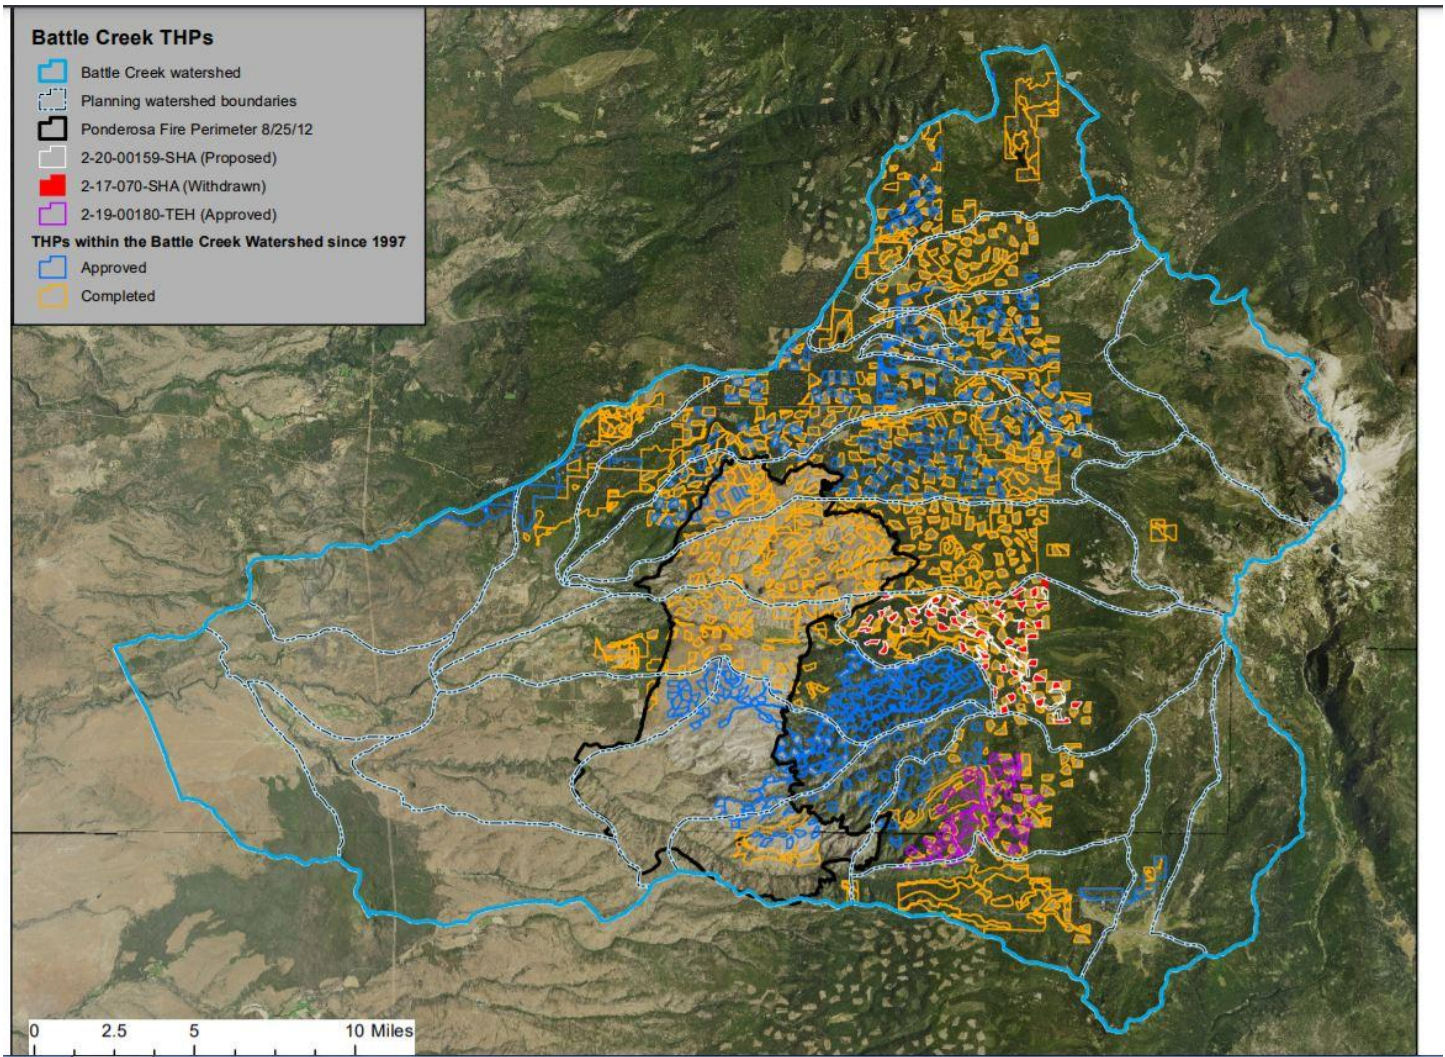 Battle Creek THPs
Battle Creek watershed
Planning watershed boundaries
Ponderosa Fire Perimeter 8/25/12
2-20-00159-SHA (Proposed)
2-17-070-SHA (Withdrawn)
2-19-00180-TEH (Approved)
THPs within the Battle Creek Watershed since 1997
Approved
Completed
0 2.5 5 10 Miles